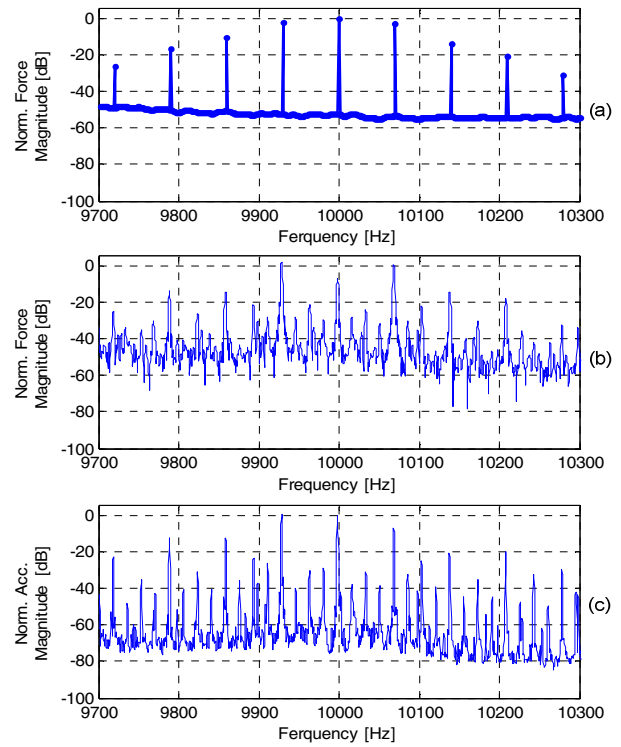 0
-20
-40
-60
-80
-100
Norm. Force
Magnitude [dB]
(a)
9700 9800 9900 10000 10100 10200 10300
Ferquency [Hz]
0
-20
-40
-60
-80
-100
Norm. Force
Magnitude [dB]
(b)
9700 9800 9900 10000 10100 10200 10300
Frequency [Hz]
0
-20
-40
-60
-80
-100
Norm. Acc.
Magnitude [dB]
(c)
9700 9800 9900 10000 10100 10200 10300
Ferquency [Hz]